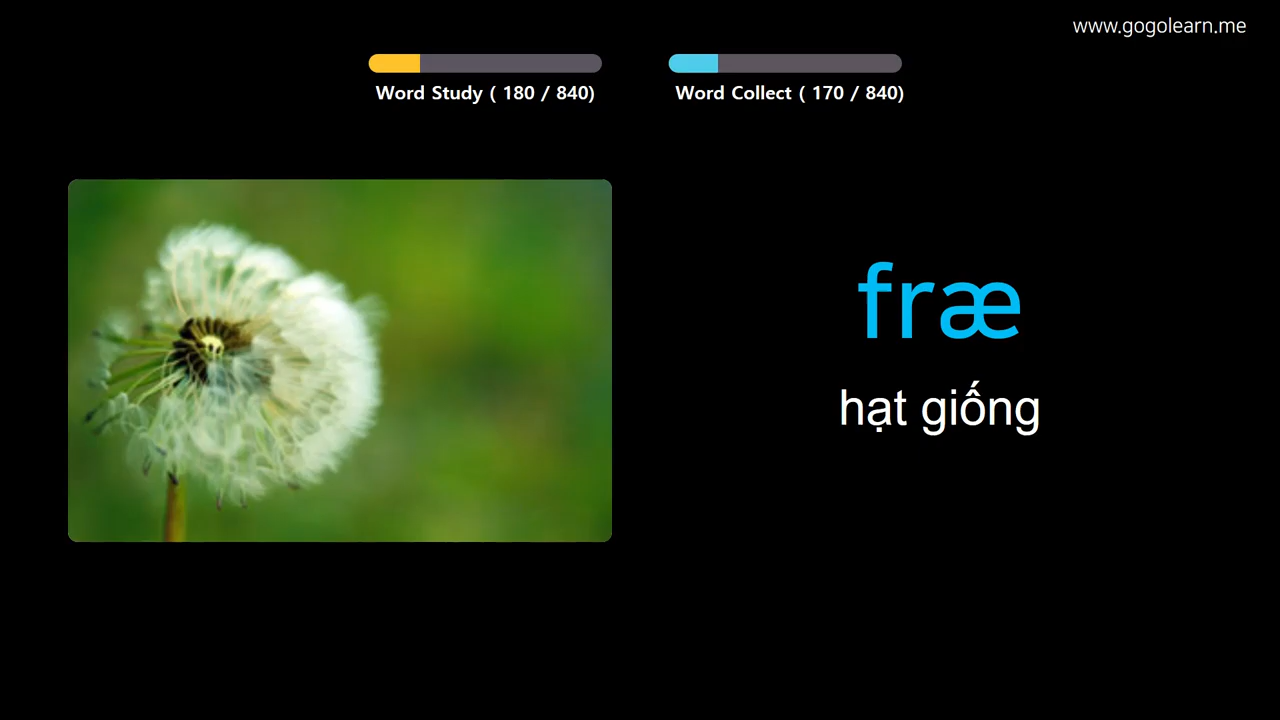 www.gogolearn.me
Word Study ( 180 / 840)
Word Collect ( 170 / 840)
fræ
hạt giống